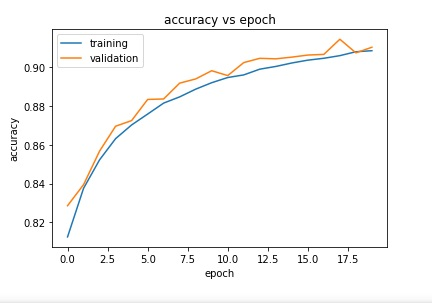 accuracy vs epoch
training
validation
accuracy
0.90
0.88
0.86
0.84
0.82
0.0 2.5 5.0 7.5 10.0 12.5 15.0 17.5
epoch